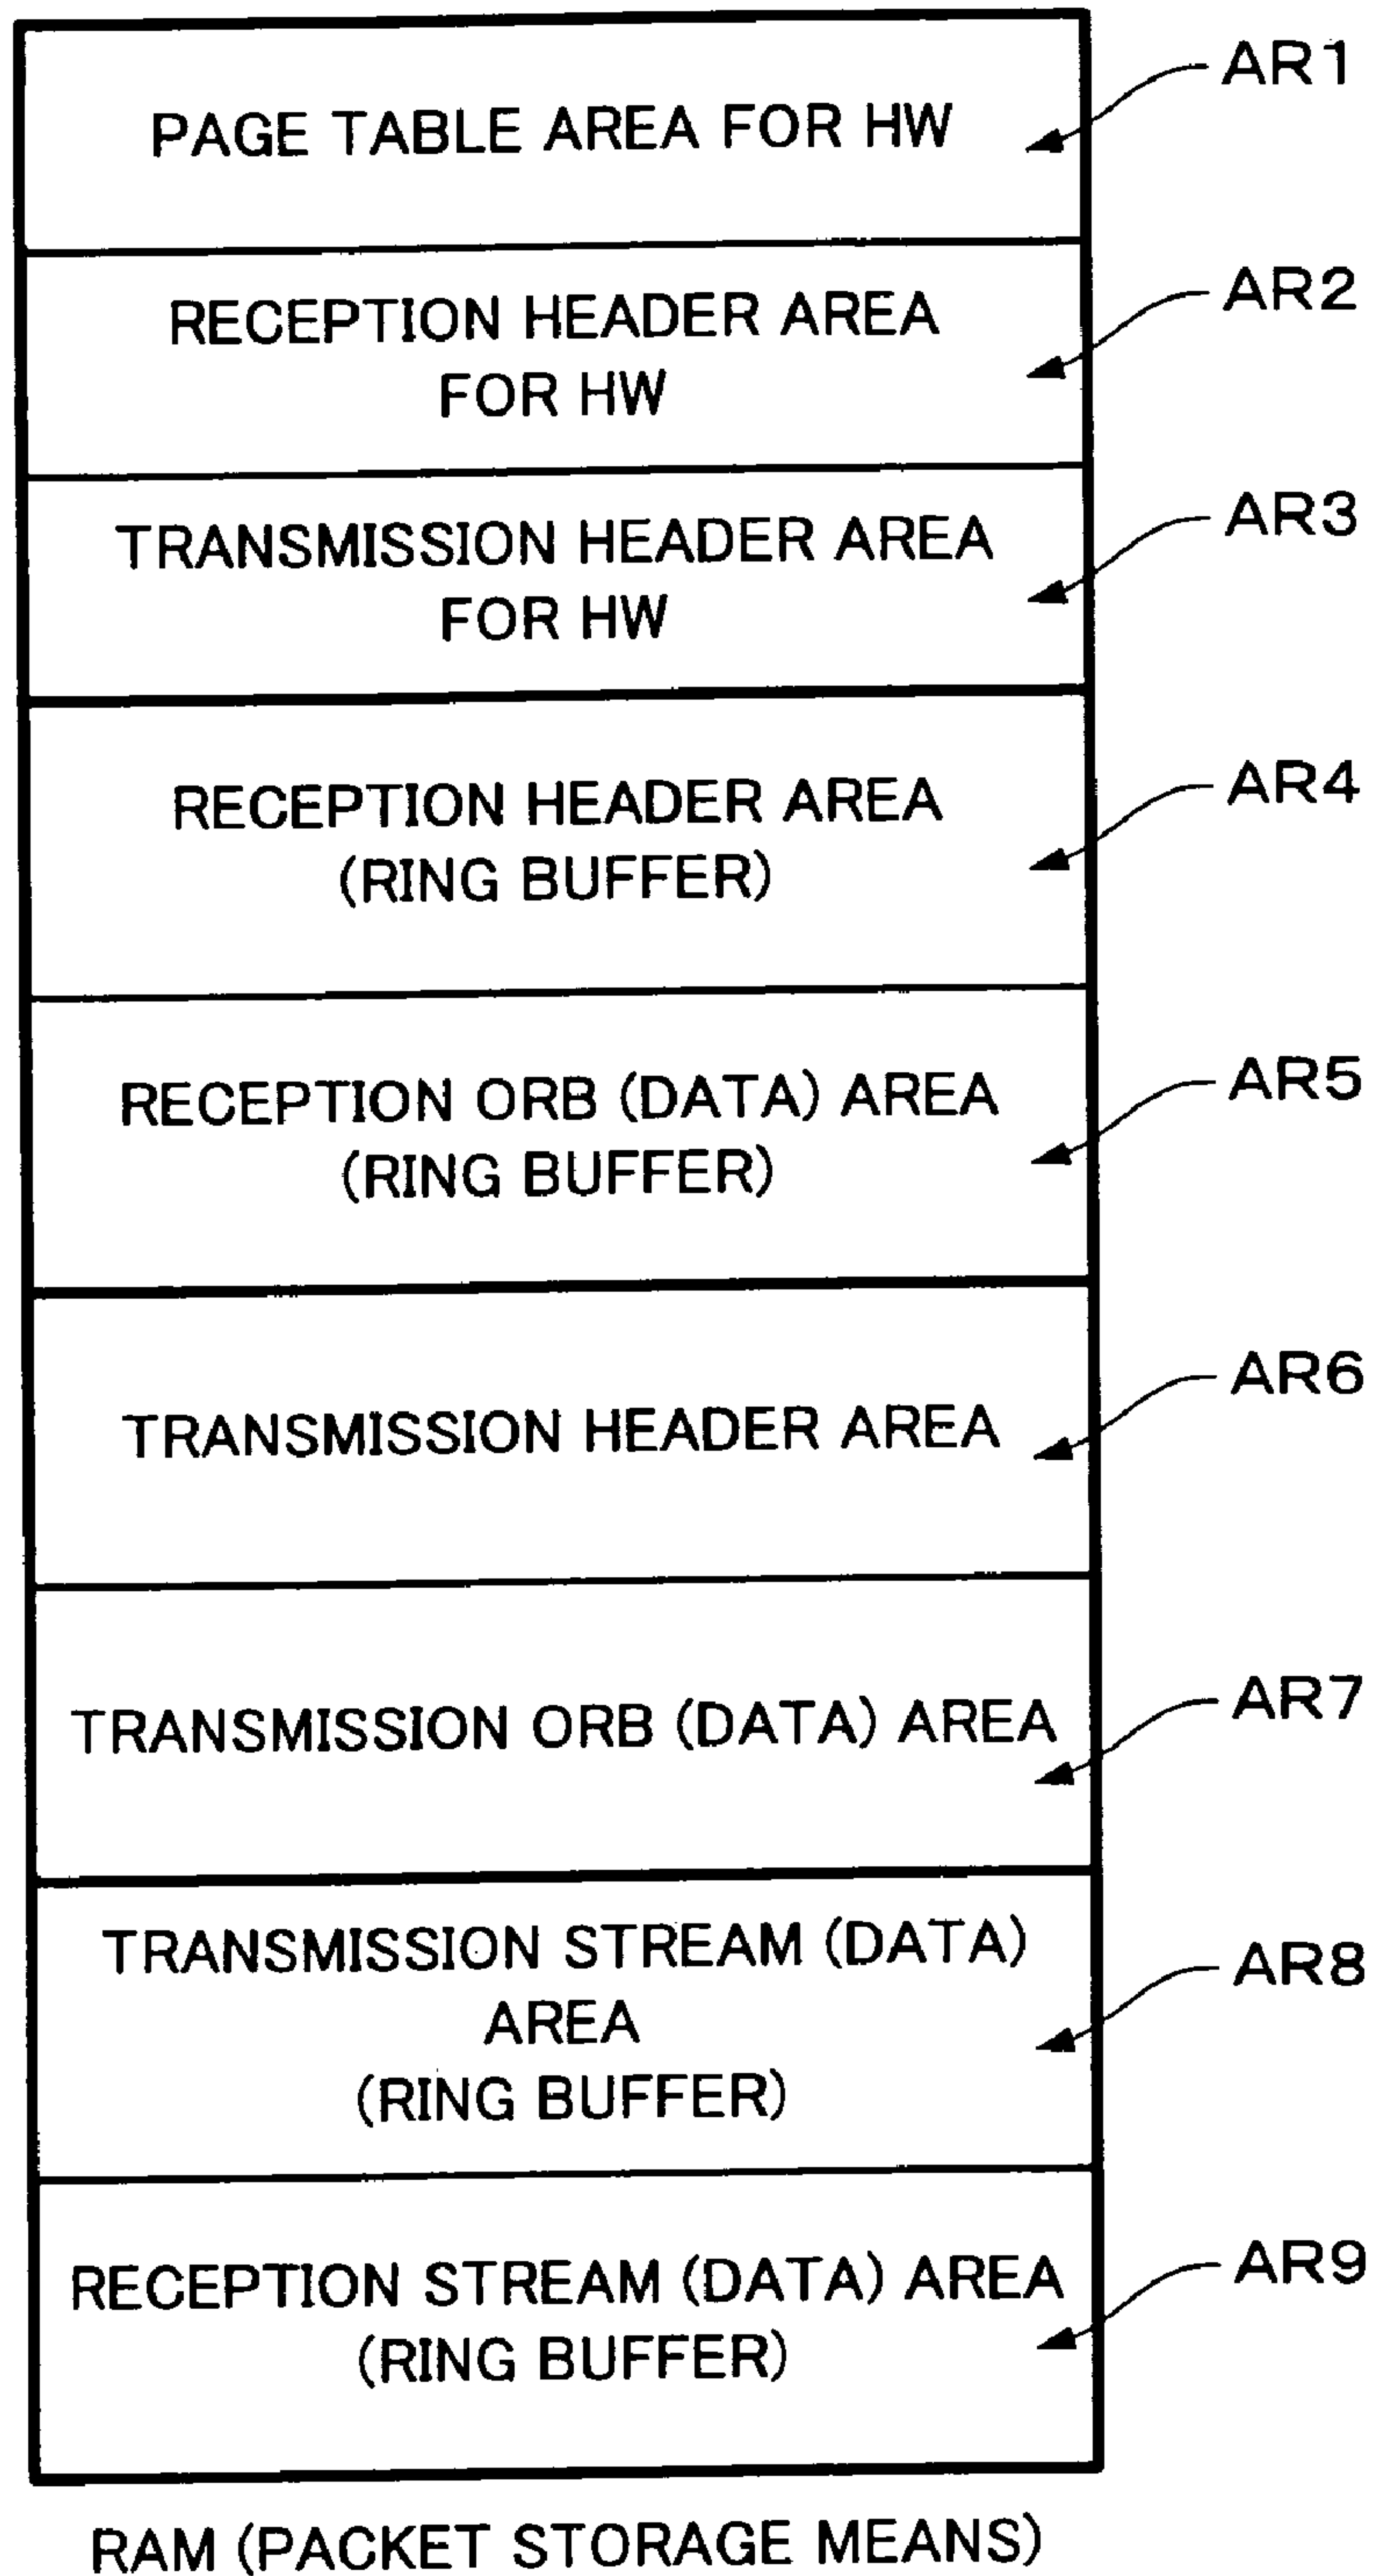 AR1
PAGE TABLE AREA FOR HW
AR2
RECEPTION HEADER AREA
FOR HW
AR3
TRANSMISSION HEADER AREA
FOR HW
AR4
RECEPTION HEADER AREA
(RING BUFFER)
AR5
RECEPTION ORB (DATA) AREA
(RING BUFFER)
AR6
TRANSMISSION HEADER AREA
AR7
TRANSMISSION ORB (DATA) AREA
AR8
TRANSMISSION STREAM (DATA)
AREA
(RING BUFFER)
AR9
RECEPTION STREAM (DATA) AREA
(RING BUFFER)
RAM (PACKET STORAGE MEANS)